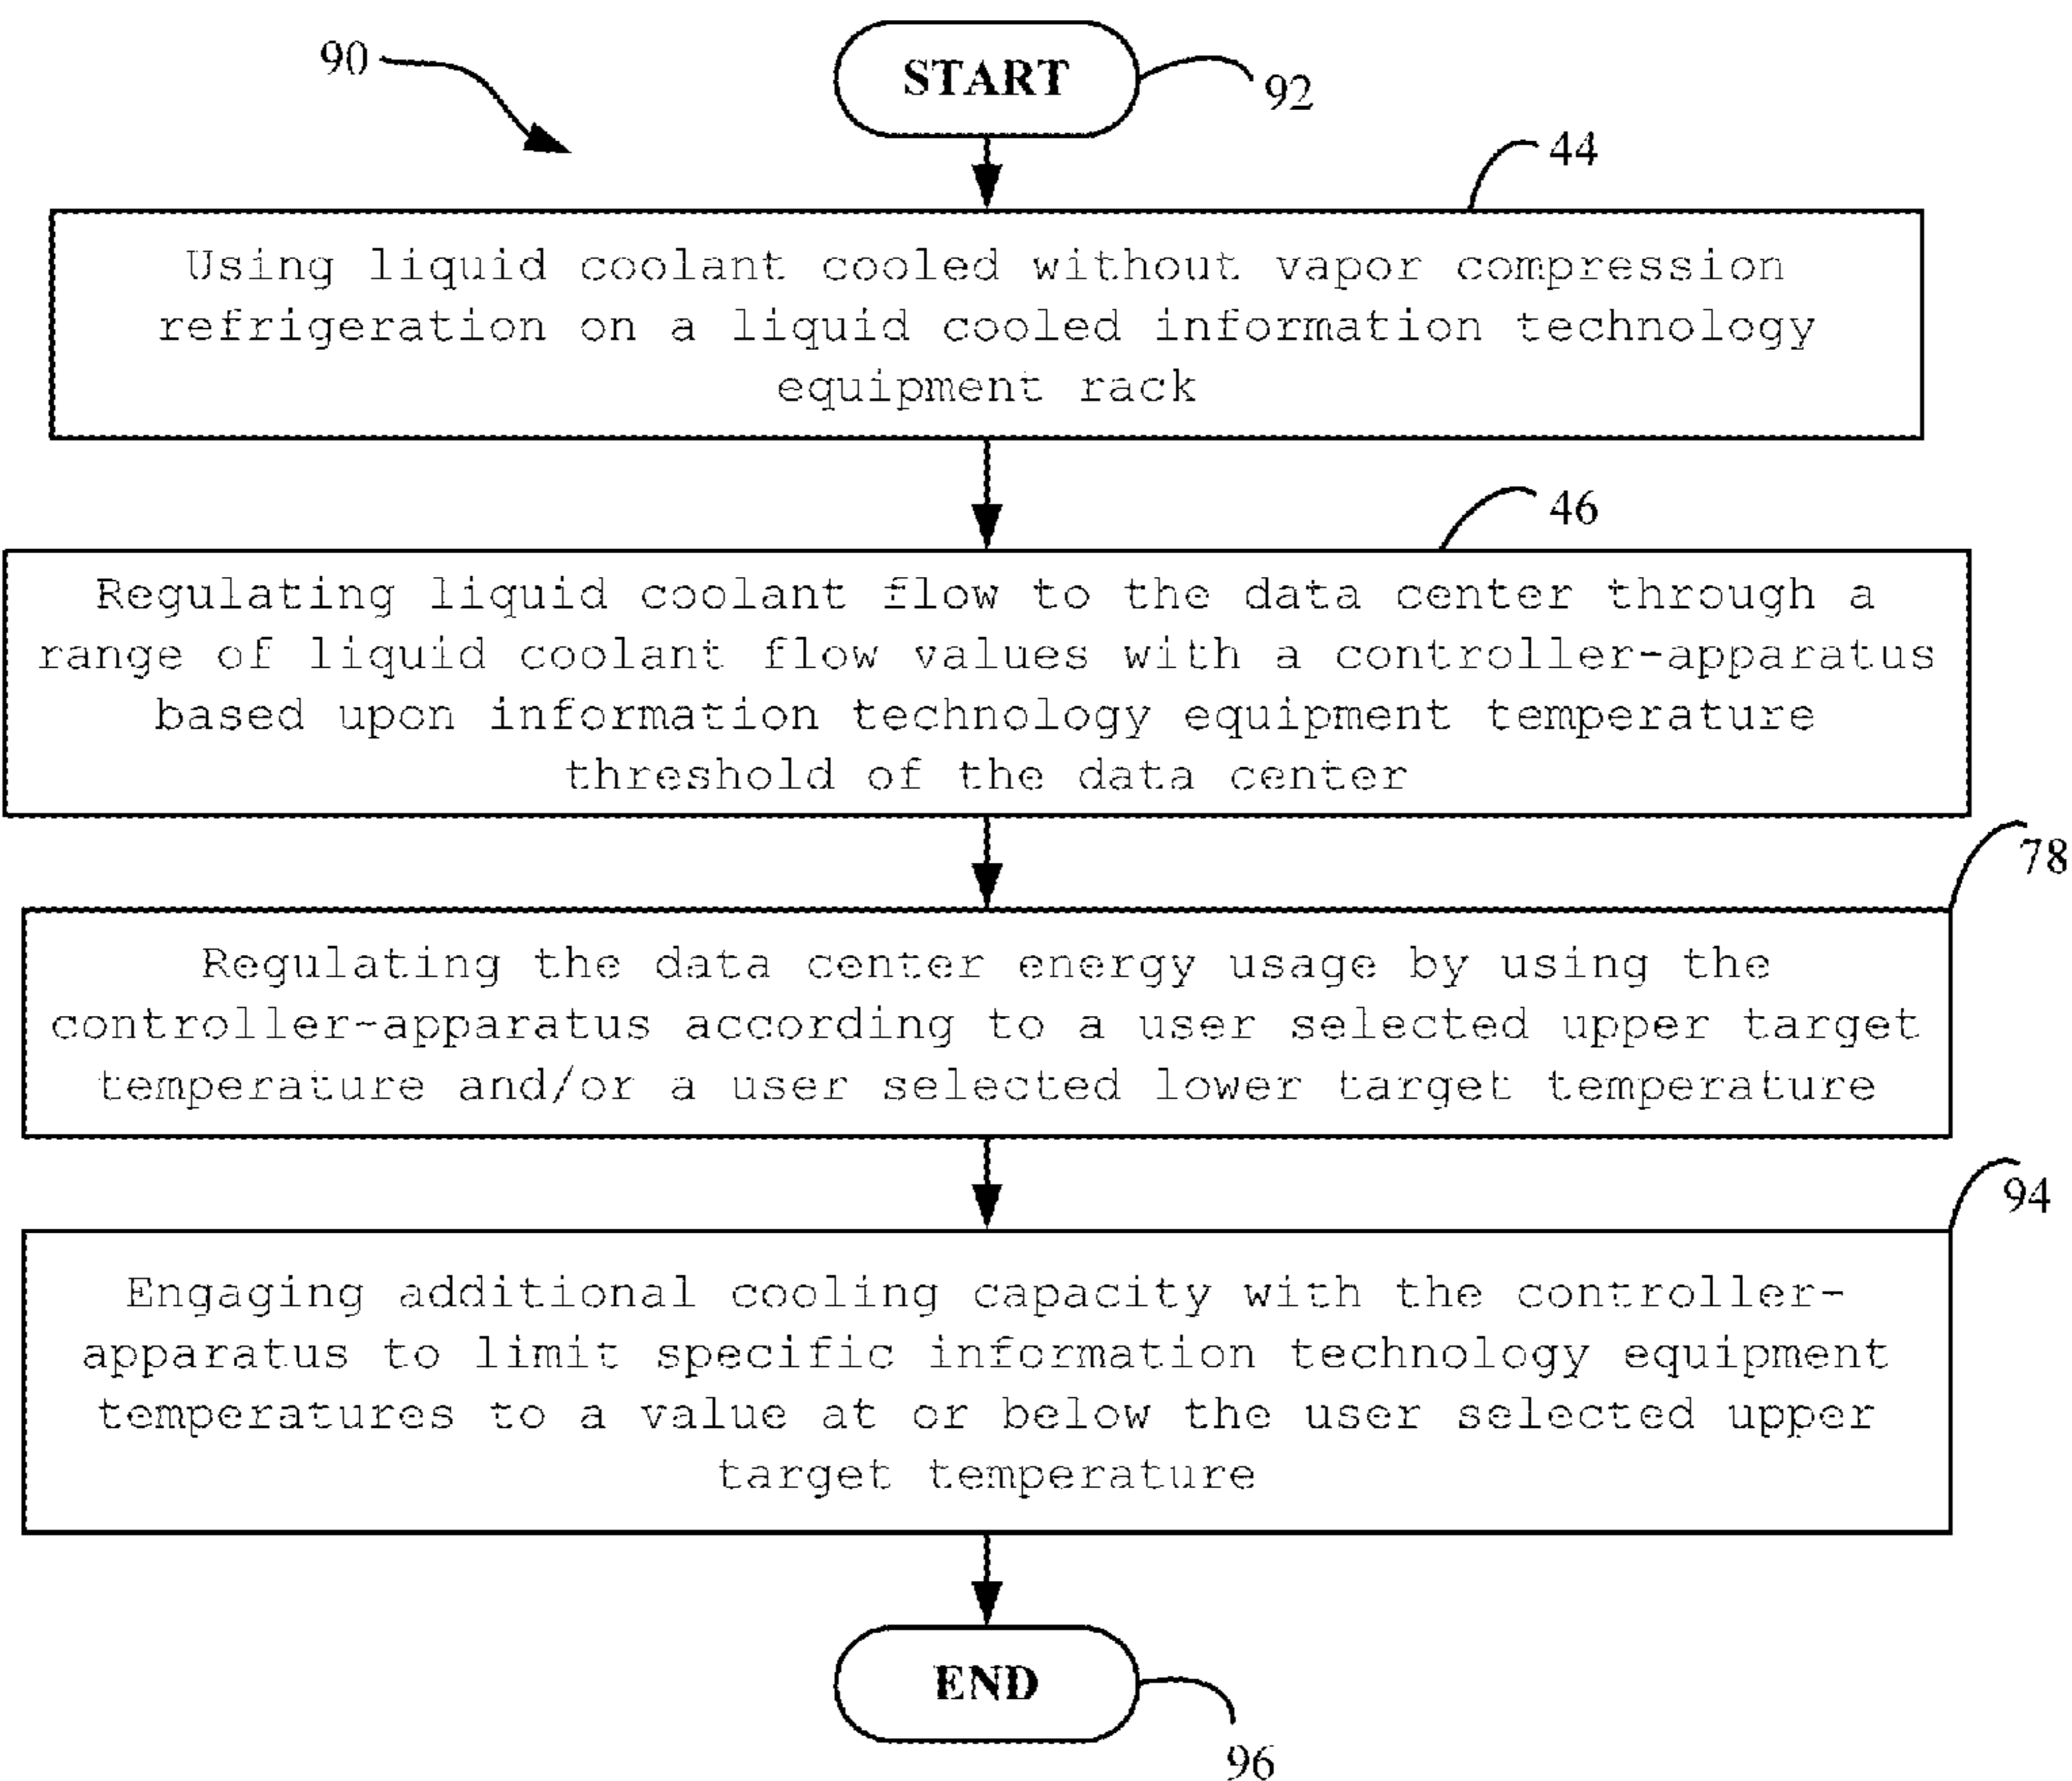 90
START
92
44
Using liquid coolant cooled without vapor compression
refrigeration on a liquid cooled information technology
equipment rack
46
Regulating liquid coolant flow to the data center through a
range of liquid coolant flow values with a controller-apparatus
based upon information technology equipment temperature
threshold of the data center
78
Regulating the data center energy usage by using the
controller-apparatus according to a user selected upper target
temperature and/or a user selected lower target temperature
94
Engaging additional cooling capacity with the controller-
apparatus to limit specific information technology equipment
temperatures to a value at or below the user selected upper
target temperature
END
96